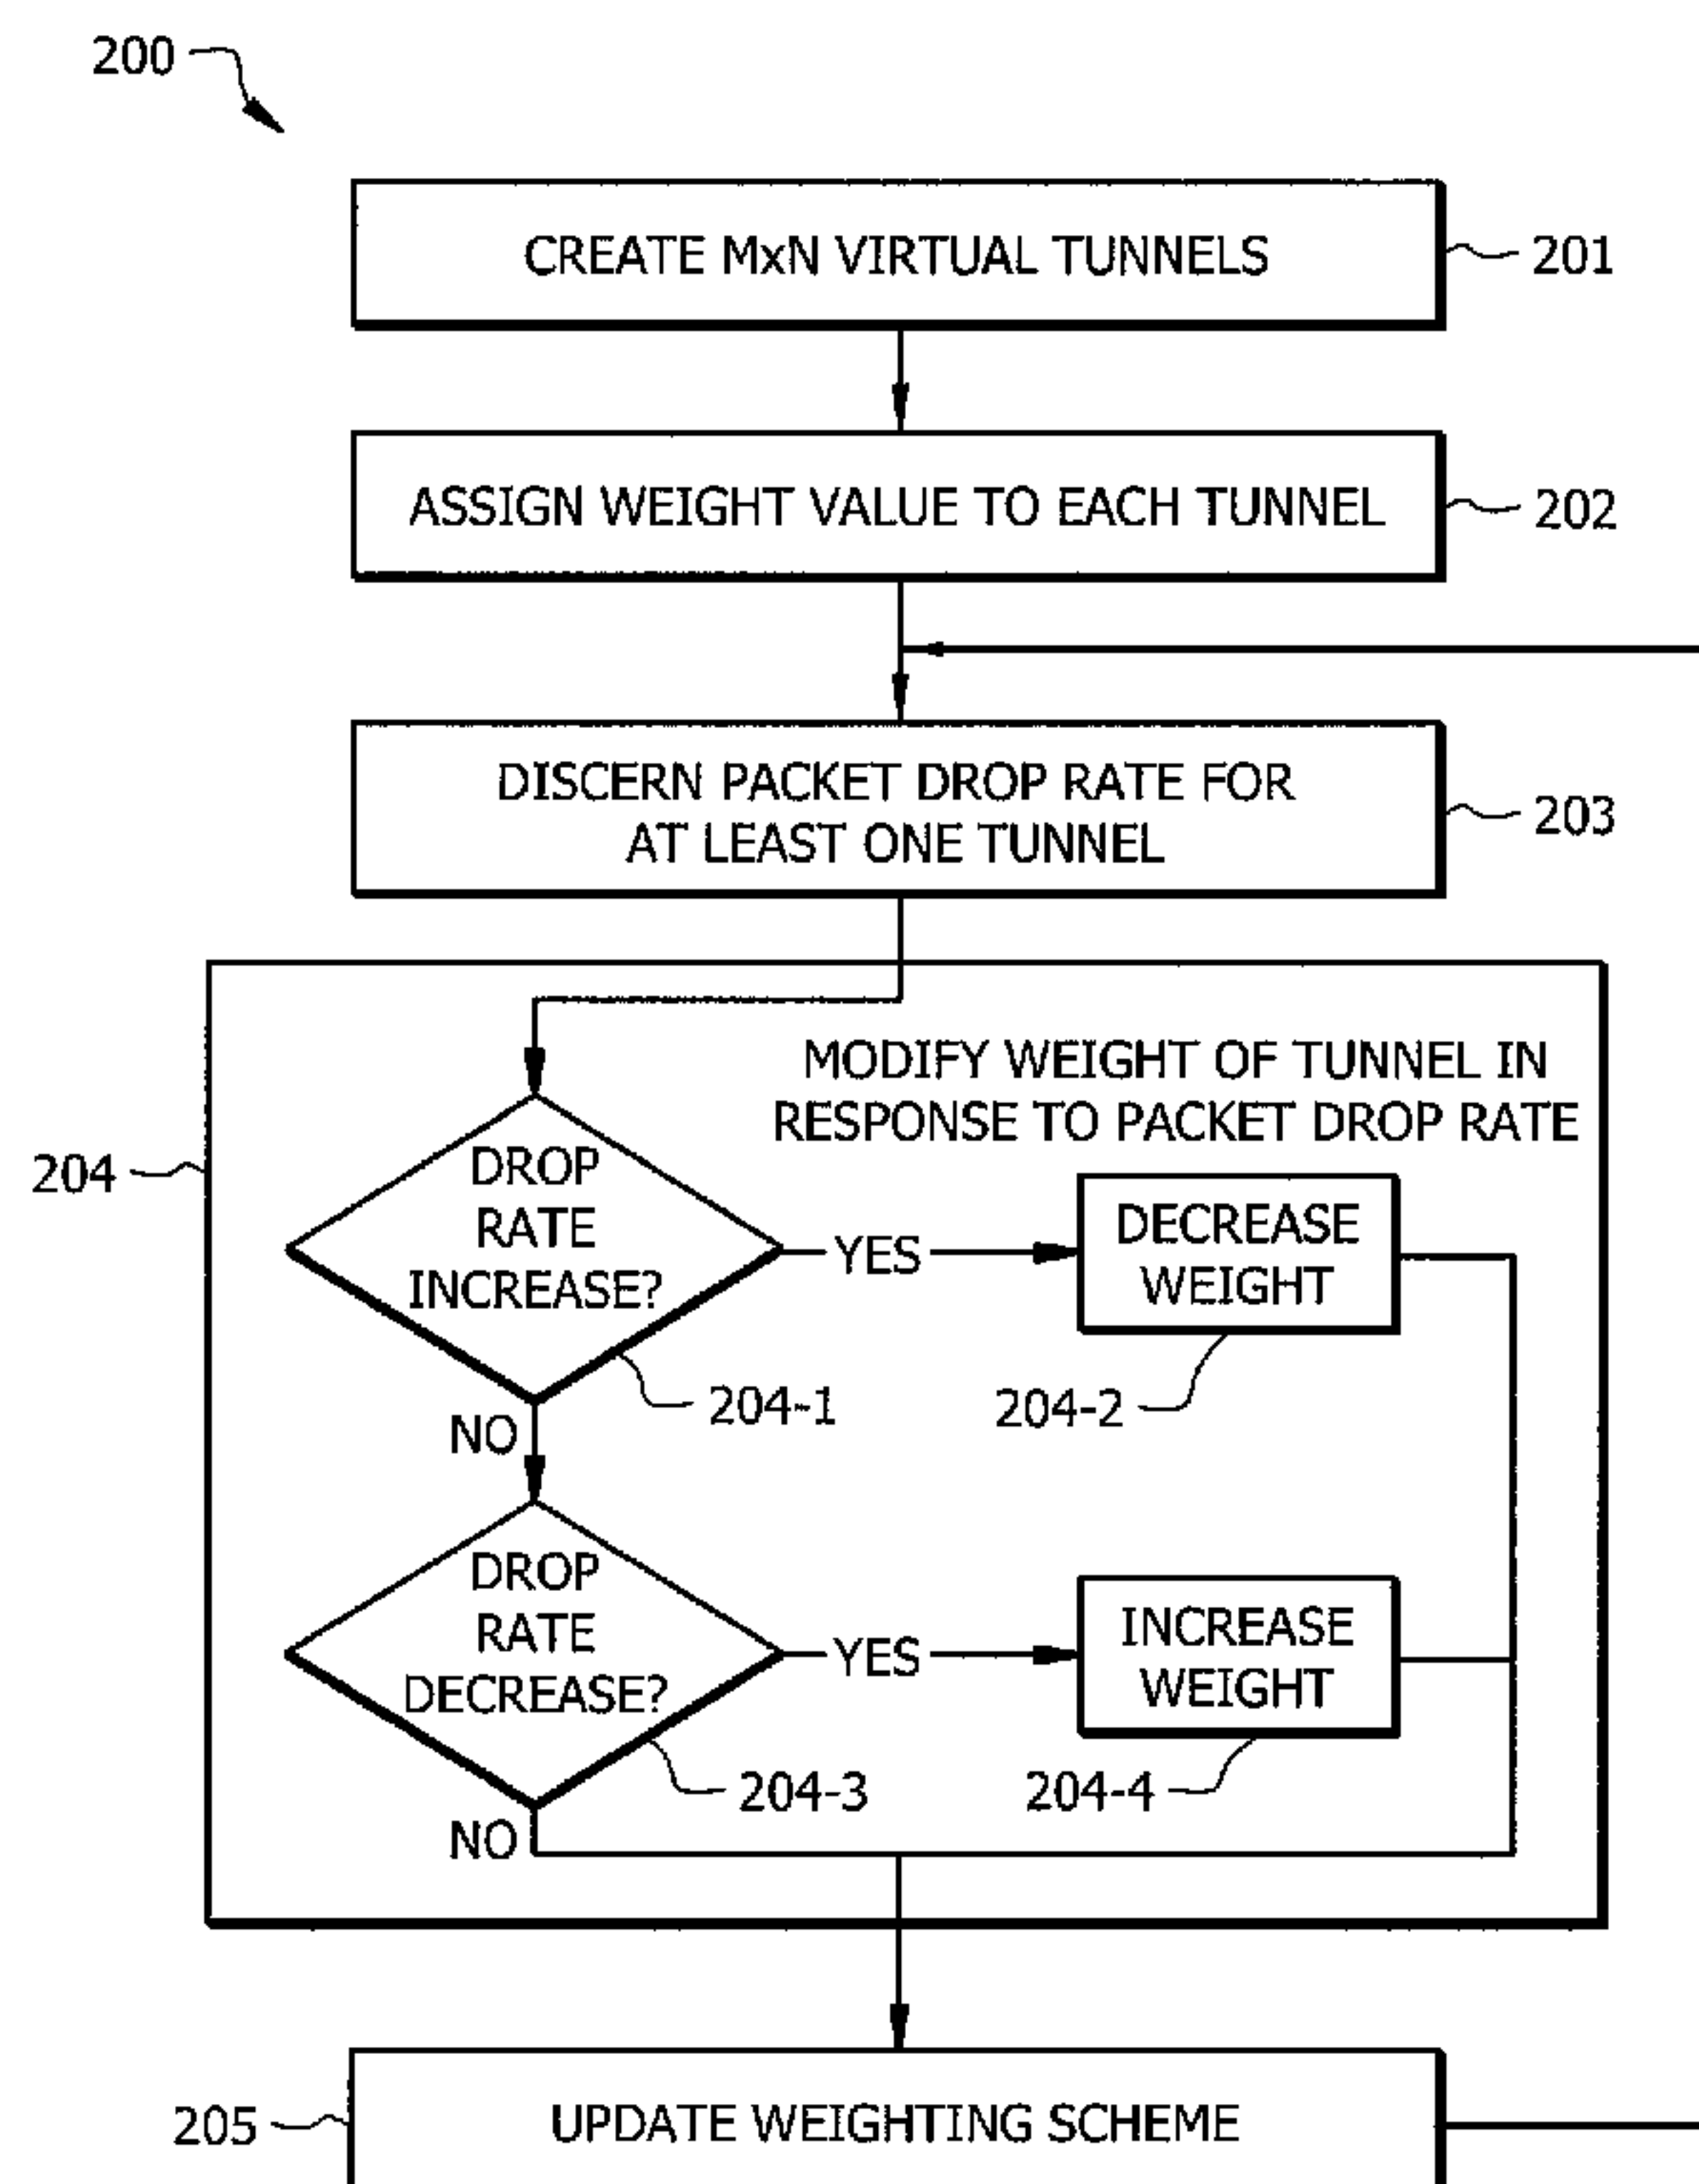 200
CREATE MxN VIRTUAL TUNNELS
201
ASSIGN WEIGHT VALUE TO EACH TUNNEL
202
DISCERN PACKET DROP RATE FOR
AT LEAST ONE TUNNEL
203
204
MODIFY WEIGHT OF TUNNEL IN
RESPONSE TO PACKET DROP RATE
DROP
RATE
INCREASE?
204-1
YES
DECREASE
WEIGHT
204-2
NO
DROP
RATE
DECREASE?
204-3
YES
INCREASE
WEIGHT
204-4
NO
205
UPDATE WEIGHTING SCHEME